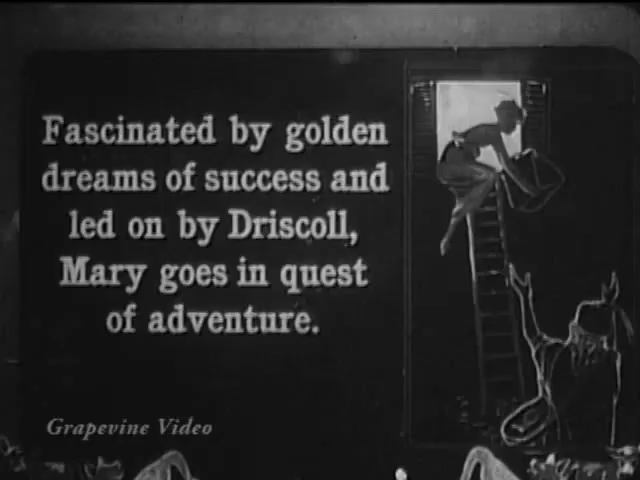 Fascinated by golden
dreams of success and
led on by Driscoll,
Mary goes in quest
of adventure.
Grapevine Video